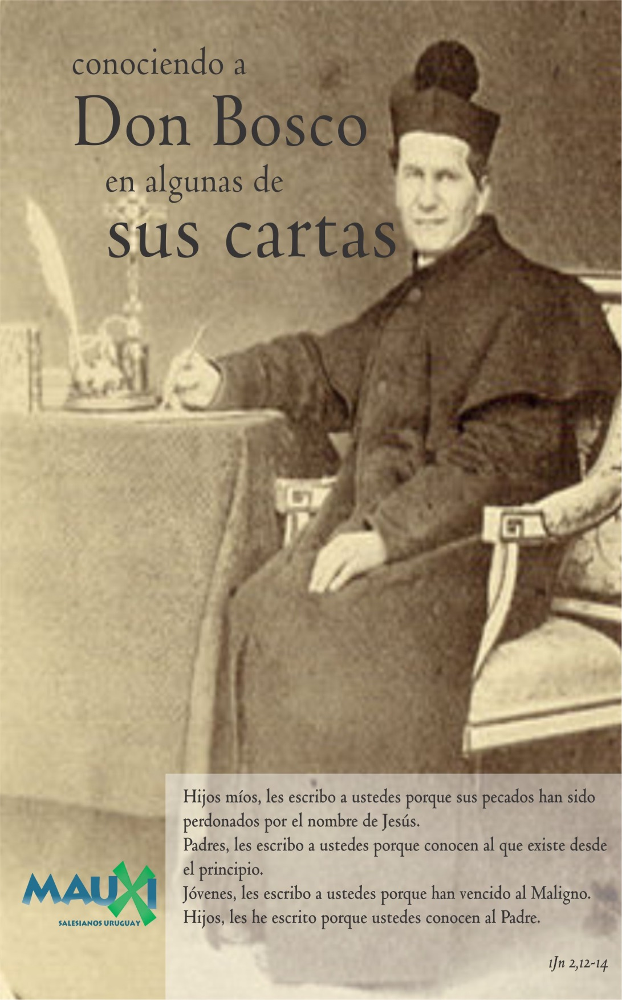 conociendo a
Don Bosco
en algunas de
sus cartas
Hijos míos, les escribo a ustedes porque sus pecados han sido
perdonados por el nombre de Jesús.
Padres, les escribo a ustedes porque conocen al que existe desde
el principio.
Jóvenes, les escribo a ustedes porque han vencido al Maligno.
Hijos, les he escrito porque ustedes conocen al Padre.
1Jn 2,12-14
MAUXI
SALESIANOS URUGUAY